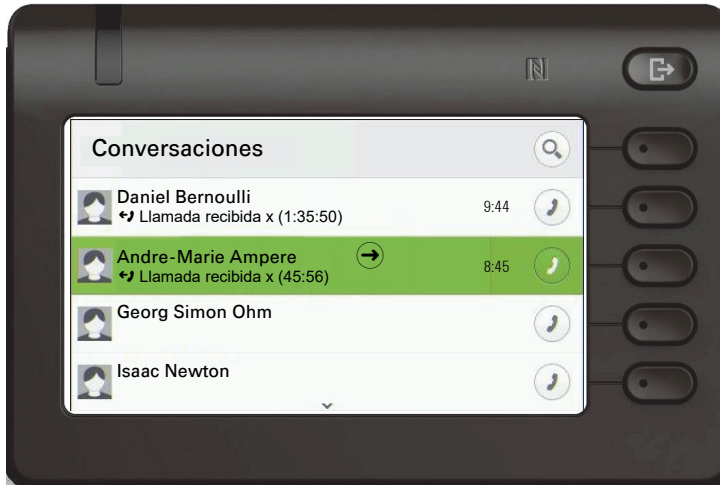 Conversaciones
Daniel Bernoulli
Llamada recibida x (1:35:50)
9:44
Andre-Marie Ampere
Llamada recibida x (45:56)
8:45
Georg Simon Ohm
Isaac Newton